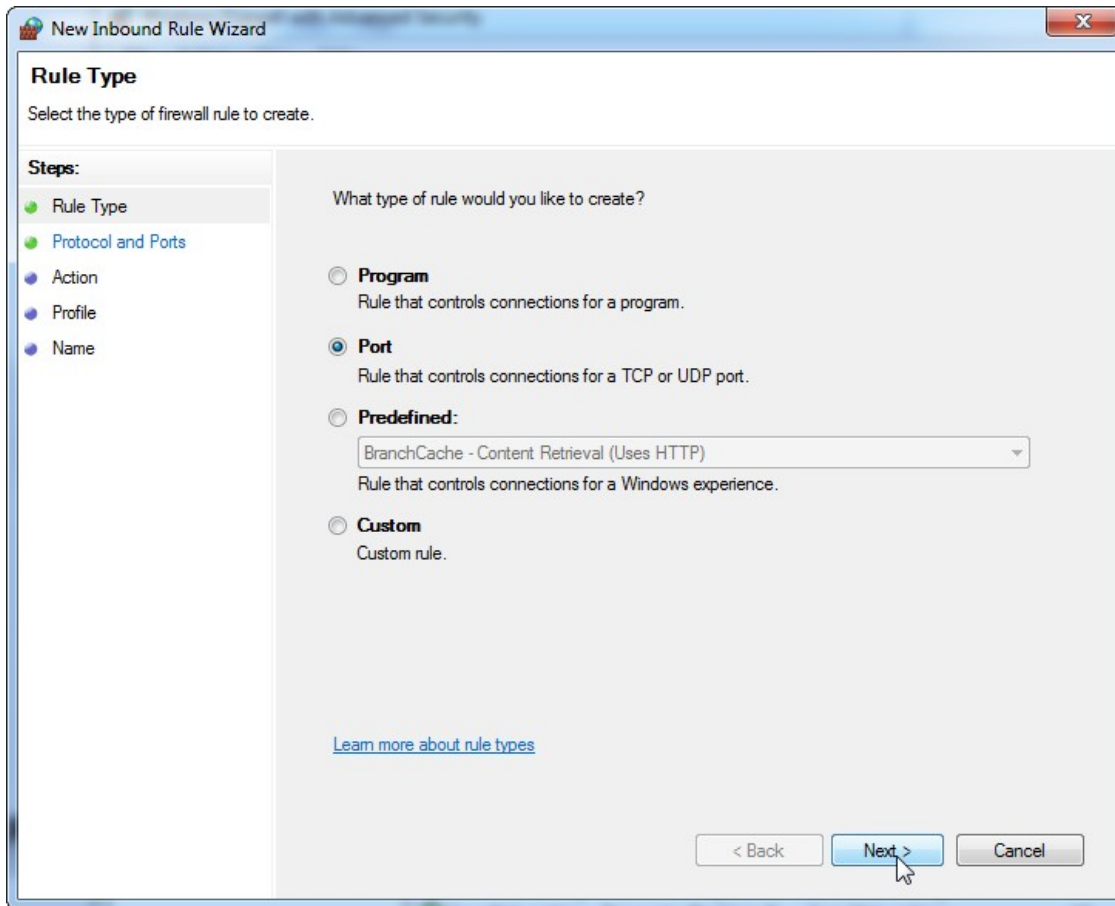 New Inbound Rule Wizard
Rule Type
Select the type of firewall rule to create.
Steps:
Rule Type
Protocol and Ports
Action
Profile
Name
What type of rule would you like to create?
Program
Rule that controls connections for a program.
Port
Rule that controls connections for a TCP or UDP port.
Predefined:
BranchCache - Content Retrieval (Uses HTTP)
Rule that controls connections for a Windows experience.
Custom
Custom rule.
Learn more about rule types
< Back
Next >
Cancel